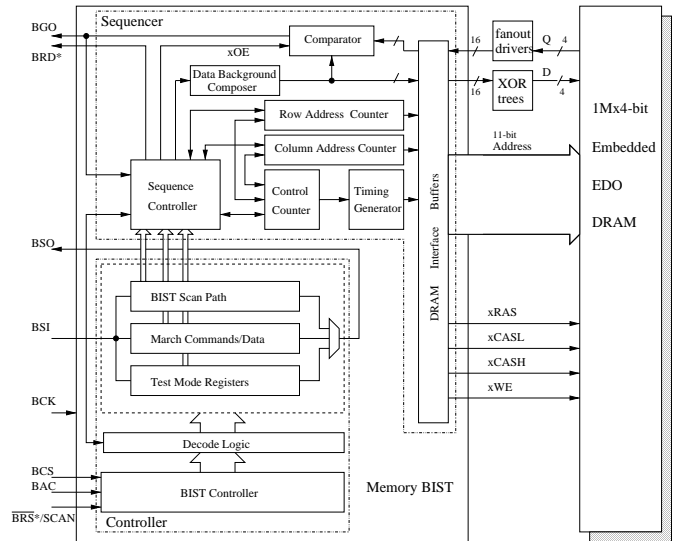 Sequencer
BGO
BRD*
xOE
Comparator
16
fanout
drivers
Q
4
Data Background
Composer
16
XOR
trees
D
4
1Mx4-bit
Embedded
EDO
DRAM
Row Address Counter
Column Address Counter
11-bit
Address
Sequence
Controller
Control
Counter
Timing
Generator
DRAM Interface Buffers
BSO
BIST Scan Path
BSI
March Commands/Data
Test Mode Registers
xRAS
xCASL
xCASH
xWE
BCK
Decode Logic
BCS
BAC
BRS*/SCAN
BIST Controller
Memory BIST
Controller